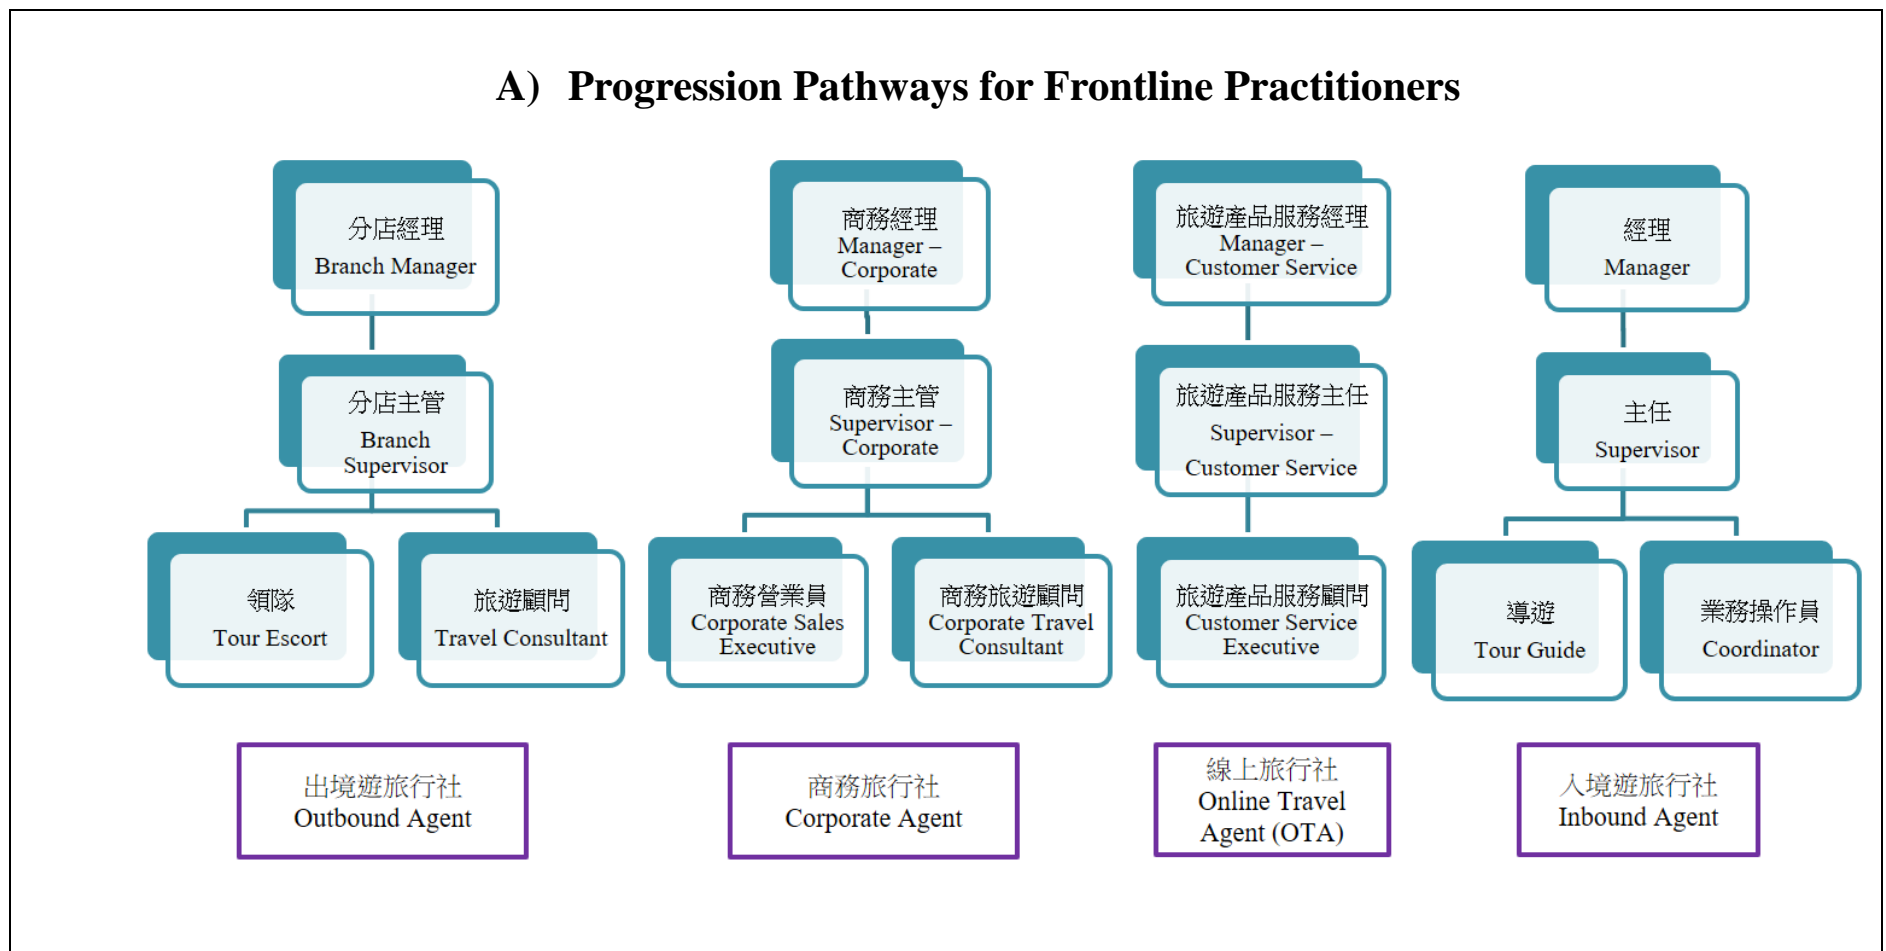 A) Progression Pathways for Frontline Practitioners
分店經理
Branch Manager
分店主管
Branch
Supervisor
領隊
Tour Escort
旅遊顧問
Travel Consultant
出境遊旅行社
Outbound Agent
商務經理
Manager –
Corporate
商務主管
Supervisor –
Corporate
商務營業員
Corporate Sales
Executive
商務旅遊顧問
Corporate Travel
Consultant
商務旅行社
Corporate Agent
旅遊產品服務經理
Manager –
Customer Service
旅遊產品服務主任
Supervisor –
Customer Service
旅遊產品服務顧問
Customer Service
Executive
線上旅行社
Online Travel
Agent (OTA)
經理
Manager
主任
Supervisor
導遊
Tour Guide
業務操作員
Coordinator
入境遊旅行社
Inbound Agent